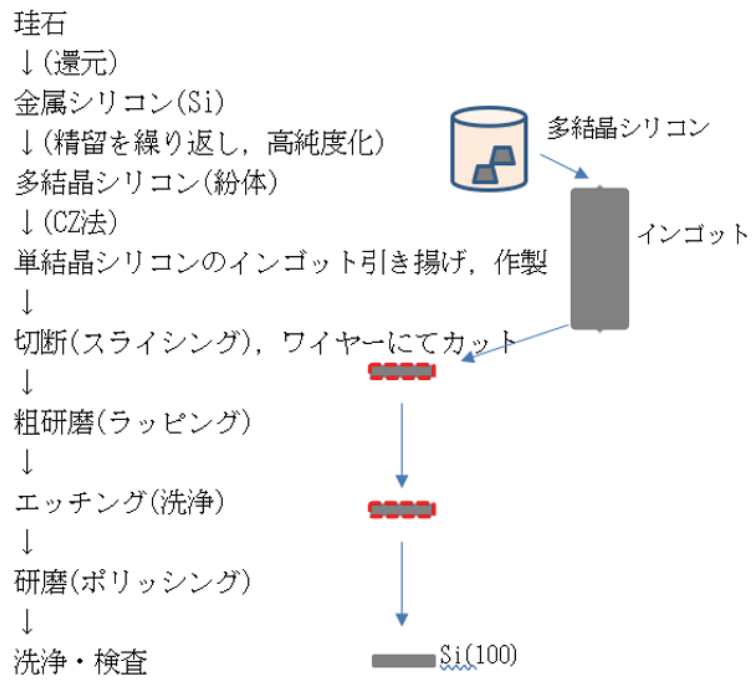 珪石
↓(還元)
金属シリコン(Si)
↓(精留を繰り返し，高純度化)
多結晶シリコン(紛体)
↓(CZ法)
単結晶シリコンのインゴット引き揚げ，作製
↓
切断(スライシング)，ワイヤーにてカット
↓
粗研磨(ラッピング)
↓
エッチング(洗浄)
↓
研磨(ポリッシング)
↓
洗浄・検査
多結晶シリコン
インゴット
Si(100)